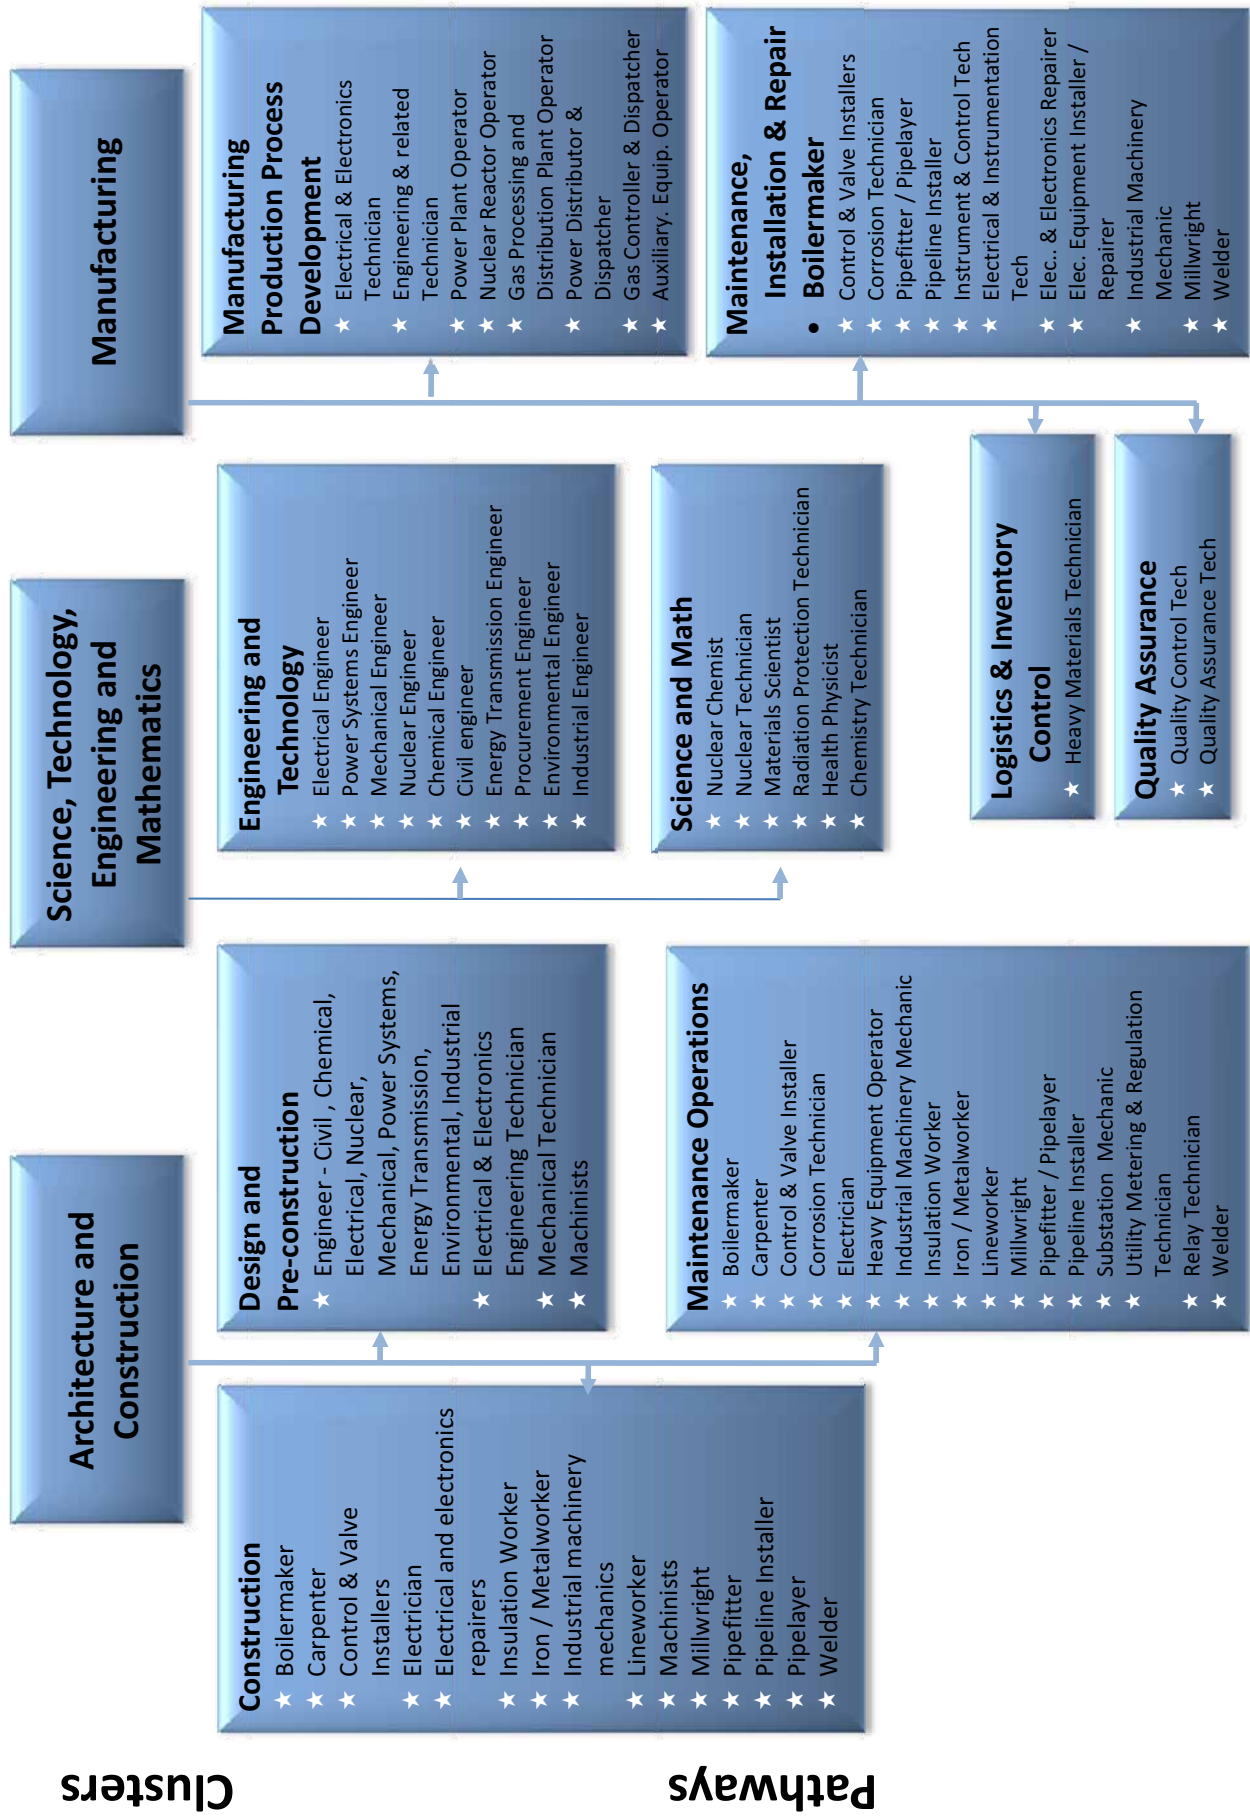 Clusters
Architecture and
Construction
Science, Technology,
Engineering and
Mathematics
Manufacturing
Pathways
Construction
★ Boilermaker
★ Carpenter
★ Control & Valve
Installers
★ Electrician
★ Electrical and electronics
repairers
★ Insulation Worker
★ Iron / Metalworker
★ Industrial machinery
mechanics
★ Lineworker
★ Machinists
★ Millwright
★ Pipefitter
★ Pipeline Installer
★ Pipelayer
★ Welder
Design and
Pre-construction
★ Engineer - Civil , Chemical,
Electrical, Nuclear,
Mechanical, Power Systems,
Energy Transmission,
Environmental, Industrial
★ Electrical & Electronics
Engineering Technician
★ Mechanical Technician
★ Machinists
Maintenance Operations
★ Boilermaker
★ Carpenter
★ Control & Valve Installer
★ Corrosion Technician
★ Electrician
★ Heavy Equipment Operator
★ Industrial Machinery Mechanic
★ Insulation Worker
★ Iron / Metalworker
★ Lineworker
★ Millwright
★ Pipefitter / Pipelayer
★ Pipeline Installer
★ Substation Mechanic
★ Utility Metering & Regulation
Technician
★ Relay Technician
★ Welder
Engineering and
Technology
★ Electrical Engineer
★ Power Systems Engineer
★ Mechanical Engineer
★ Nuclear Engineer
★ Chemical Engineer
★ Civil engineer
★ Energy Transmission Engineer
★ Procurement Engineer
★ Environmental Engineer
★ Industrial Engineer
Science and Math
★ Nuclear Chemist
★ Nuclear Technician
★ Materials Scientist
★ Radiation Protection Technician
★ Health Physicist
★ Chemistry Technician
Manufacturing
Production Process
Development
★ Electrical & Electronics
Technician
★ Engineering & related
Technician
★ Power Plant Operator
★ Nuclear Reactor Operator
★ Gas Processing and
Distribution Plant Operator
★ Power Distributor &
Dispatcher
★ Gas Controller & Dispatcher
★ Auxiliary. Equip. Operator
Maintenance,
Installation & Repair
• Boilermaker
★ Control & Valve Installers
★ Corrosion Technician
★ Pipefitter / Pipelayer
★ Pipeline Installer
★ Instrument & Control Tech
★ Electrical & Instrumentation
Tech
★ Elec.. & Electronics Repairer
★ Elec. Equipment Installer /
Repairer
★ Industrial Machinery
Mechanic
★ Millwright
★ Welder
Logistics & Inventory
Control
★ Heavy Materials Technician
Quality Assurance
★ Quality Control Tech
★ Quality Assurance Tech